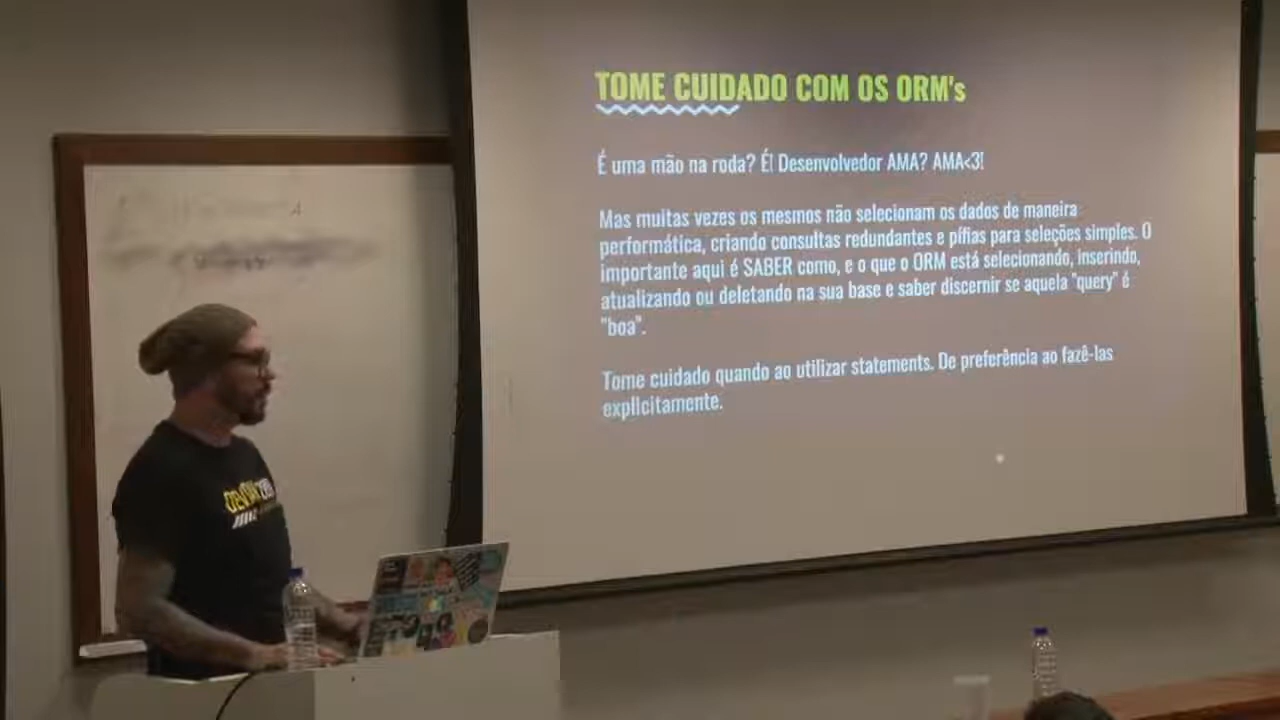 TOME CUIDADO COM OS ORM's
É uma mão na roda? É! Desenvolvedor AMA? AMA<3!
Mas muitas vezes os mesmos não selecionam os dados de maneira
performática, criando consultas redundantes e pífias para seleções simples. O
importante aqui é SABER como, e o que o ORM está selecionando, inserindo,
atualizando ou deletando na sua base e saber discernir se aquela "query" é
"boa".
Tome cuidado quando ao utilizar statements. De preferência ao fazê-las
explicitamente.